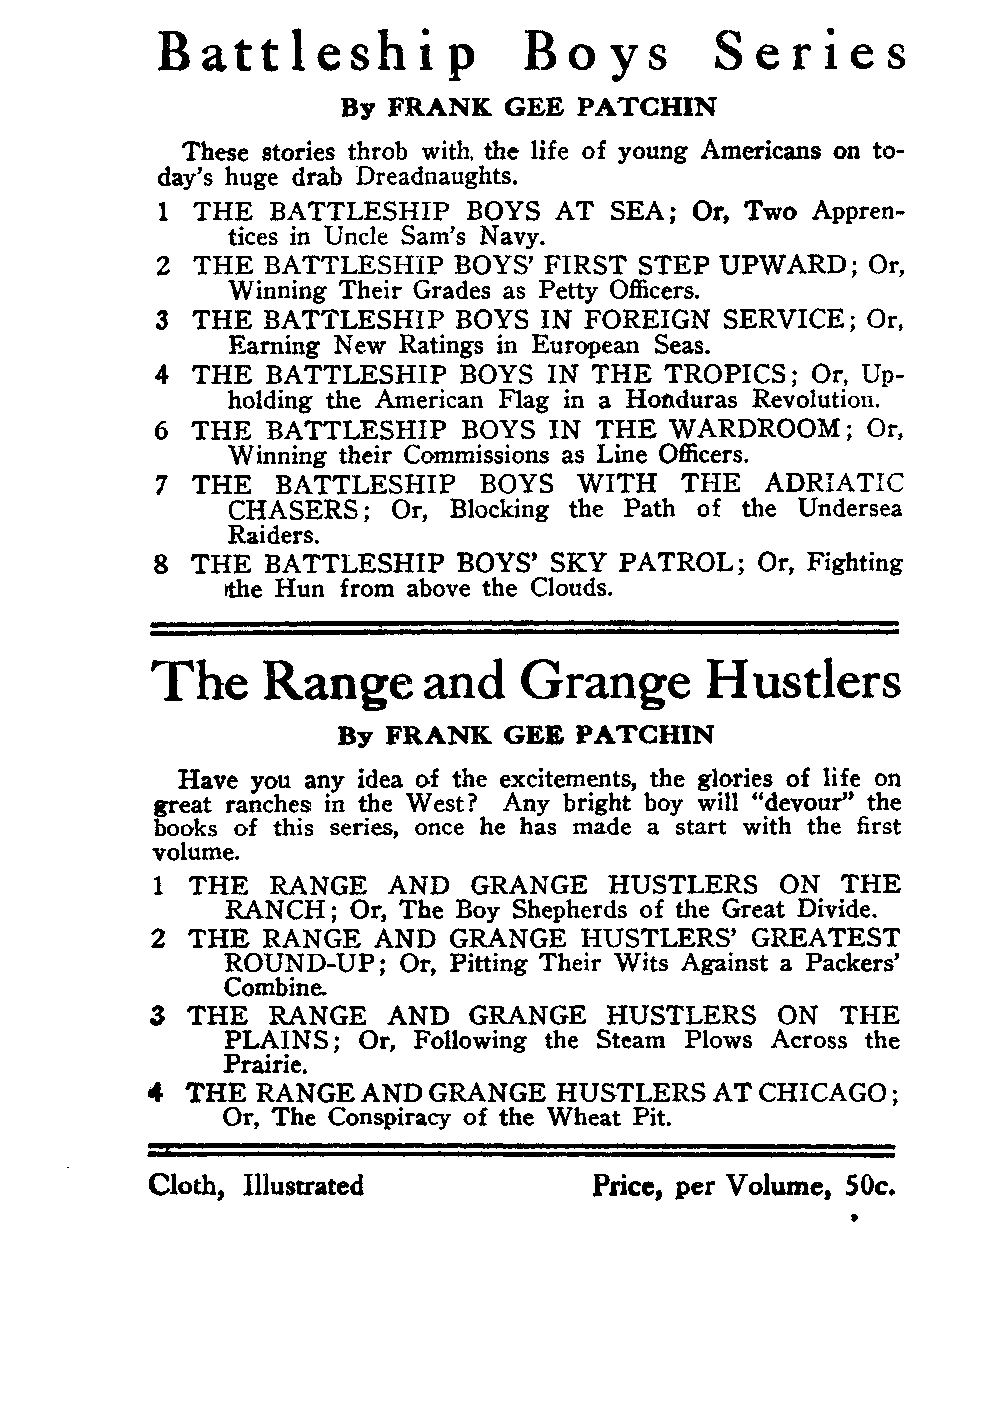 Battleship Boys Series
By FRANK GEE PATCHIN
These stories throb with, the life of young Americans on to-
day's huge drab Dreadnaughts.
1 THE BATTLESHIP BOYS AT SEA; Or, Two Appren-
tices in Uncle Sam's Navy.
2 THE BATTLESHIP BOYS' FIRST STEP UPWARD; Or,
Winning Their Grades as Petty Officers.
3 THE BATTLESHIP BOYS IN FOREIGN SERVICE; Or,
Earning New Ratings in European Seas.
4 THE BATTLESHIP BOYS IN THE TROPICS; Or, Up-
holding the American Flag in a Honduras Revolution.
6 THE BATTLESHIP BOYS IN THE WARDROOM; Or,
Winning their Commissions as Line Officers.
7 THE BATTLESHIP BOYS WITH THE ADRIATIC
CHASERS; Or, Blocking the Path of the Undersea
Raiders.
8 THE BATTLESHIP BOYS' SKY PATROL; Or, Fighting
the Hun from above the Clouds.
The Range and Grange Hustlers
By FRANK GEE PATCHIN
Have you any idea of the excitements, the glories of life on
great ranches in the West? Any bright boy will "devour" the
books of this series, once he has made a start with the first
volume.
1 THE RANGE AND GRANGE HUSTLERS ON THE
RANCH; Or, The Boy Shepherds of the Great Divide.
2 THE RANGE AND GRANGE HUSTLERS' GREATEST
ROUND-UP; Or, Pitting Their Wits Against a Packers'
Combine.
3 THE RANGE AND GRANGE HUSTLERS ON THE
PLAINS; Or, Following the Steam Plows Across the
Prairie.
4 THE RANGE AND GRANGE HUSTLERS AT CHICAGO;
Or, The Conspiracy of the Wheat Pit.
Cloth, Illustrated Price, per Volume, 50c.